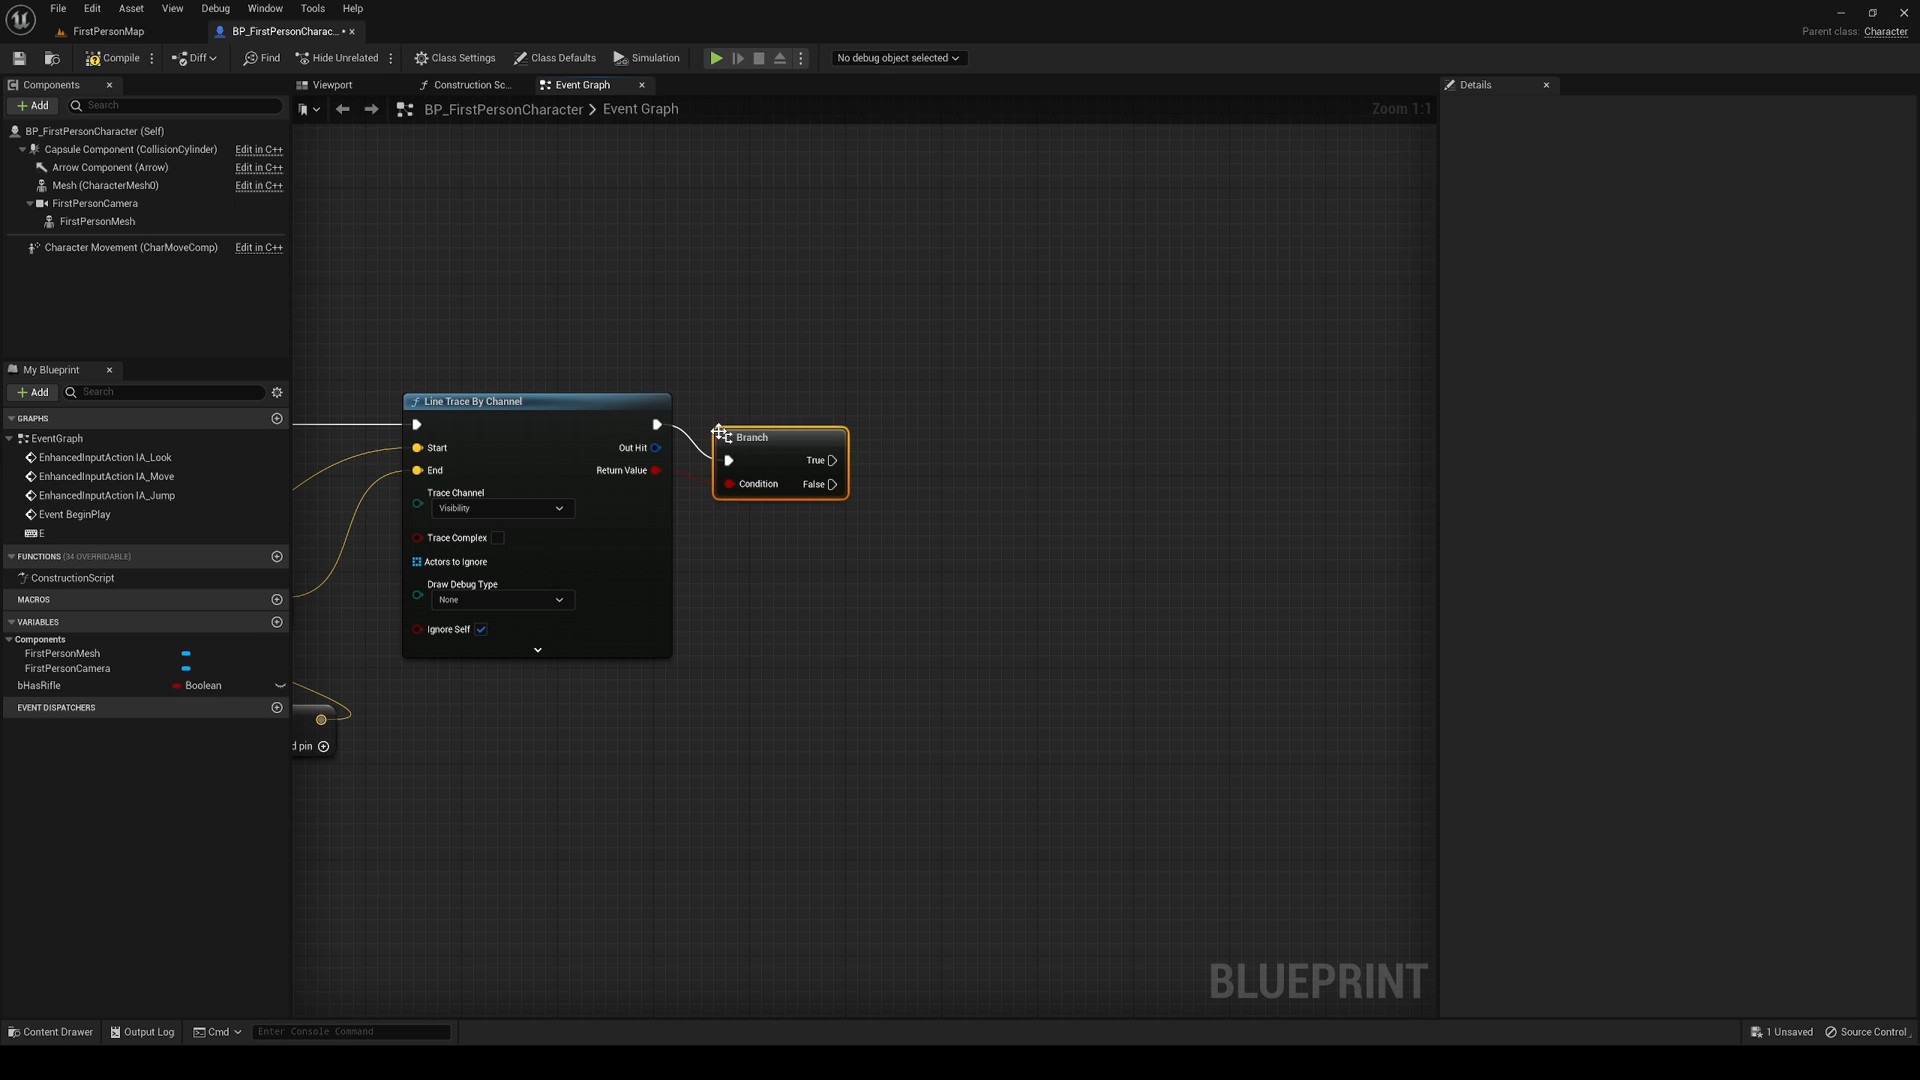 File Edit Asset View Debug Window Tools Help
FirstPersonMap
BP_FirstPersonCharac... •
Parent class: Character
Compile
Diff
Find
Hide Unrelated
Class Settings
Class Defaults
Simulation
No debug object selected
Components
Add
Search
BP_FirstPersonCharacter (Self)
Capsule Component (CollisionCylinder) Edit in C++
Arrow Component (Arrow) Edit in C++
Mesh (CharacterMesh0) Edit in C++
FirstPersonCamera
FirstPersonMesh
Character Movement (CharMoveComp) Edit in C++
My Blueprint
Add
Search
GRAPHS
EventGraph
EnhancedInputAction IA_Look
EnhancedInputAction IA_Move
EnhancedInputAction IA_Jump
Event BeginPlay
E
FUNCTIONS (34 OVERRIDABLE)
ConstructionScript
MACROS
VARIABLES
Components
FirstPersonMesh
FirstPersonCamera
bHasRifle Boolean
EVENT DISPATCHERS
Viewport
Construction Sc...
Event Graph
BP_FirstPersonCharacter > Event Graph
Zoom 1:1
Line Trace By Channel
Start Out Hit
End Return Value
Trace Channel
Visibility
Trace Complex
Actors to Ignore
Draw Debug Type
None
Ignore Self
Branch
True
Condition False
d pin
BLUEPRINT
Details
Content Drawer
Output Log
Cmd
Enter Console Command
1 Unsaved
Source Control